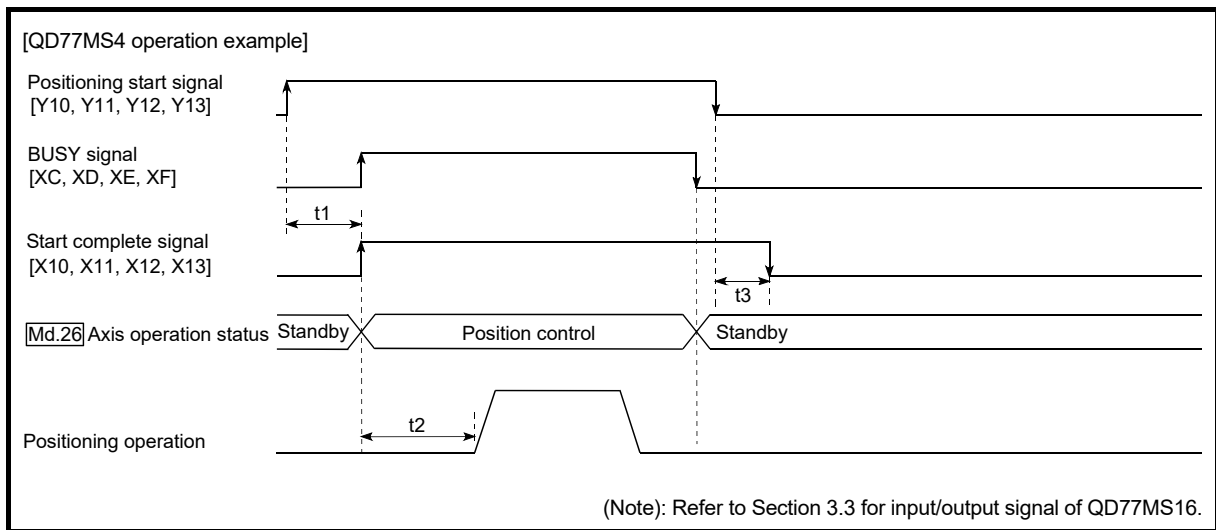 [QD77MS4 operation example]
Positioning start signal
[Y10, Y11, Y12, Y13]
BUSY signal
[XC, XD, XE, XF]
t1
Start complete signal
[X10, X11, X12, X13]
t3
Md.26 Axis operation status Standby Position control Standby
t2
Positioning operation
(Note): Refer to Section 3.3 for input/output signal of QD77MS16.